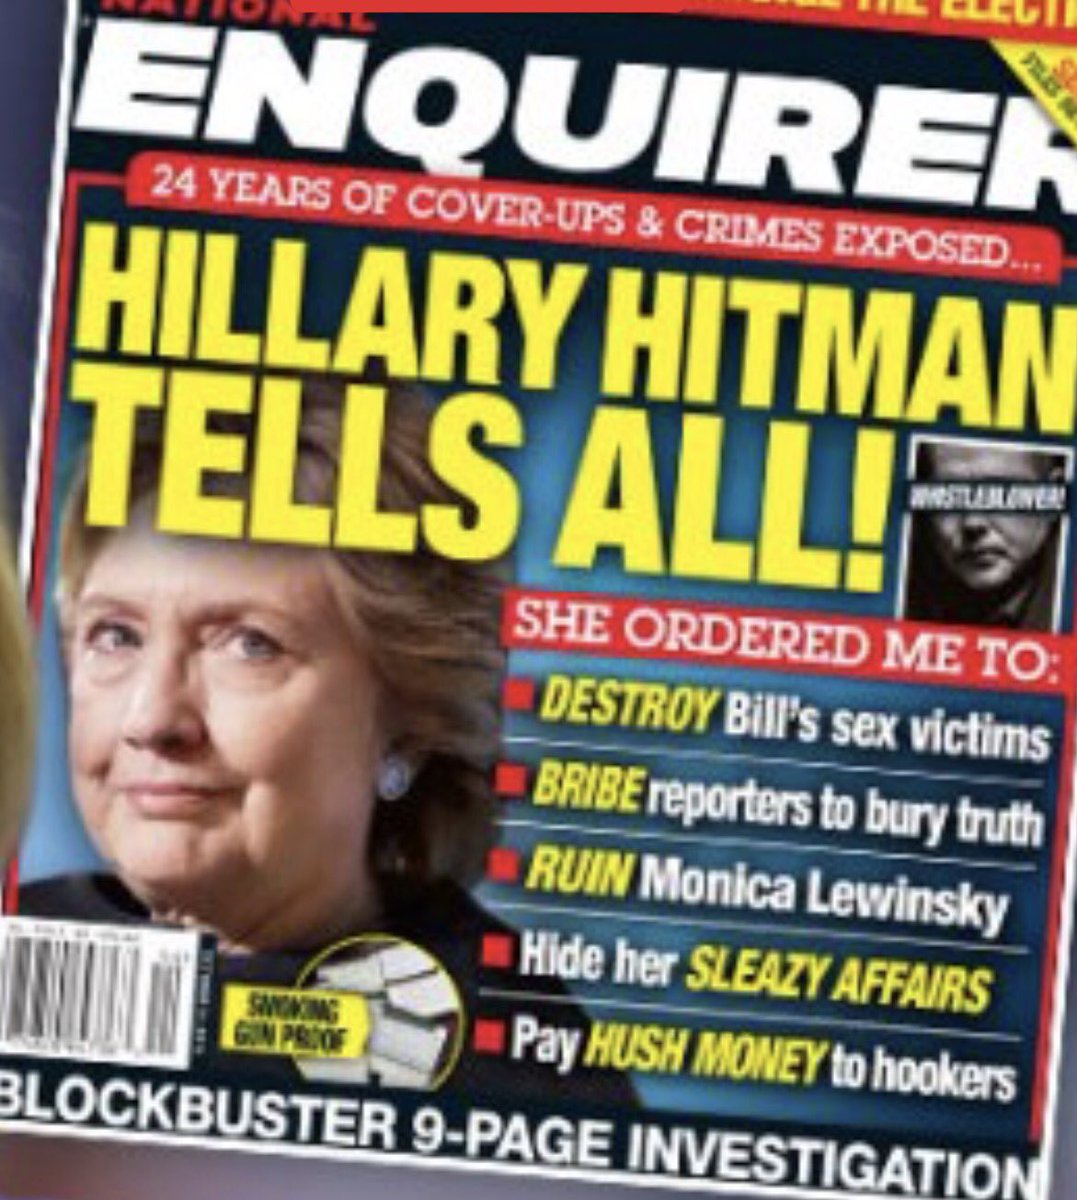 NATIONAL
THE ELECTI
ENQUIRER
24 YEARS OF COVER-UPS & CRIMES EXPOSED...
HILLARY HITMAN
TELLS ALL!
WHISTLEBLOWER!
SHE ORDERED ME TO:
DESTROY Bill's sex victims
BRIBE reporters to bury truth
RUIN Monica Lewinsky
Hide her SLEAZY AFFAIRS
Pay HUSH MONEY to hookers
SMOKING
GUN PROOF
BLOCKBUSTER 9-PAGE INVESTIGATION